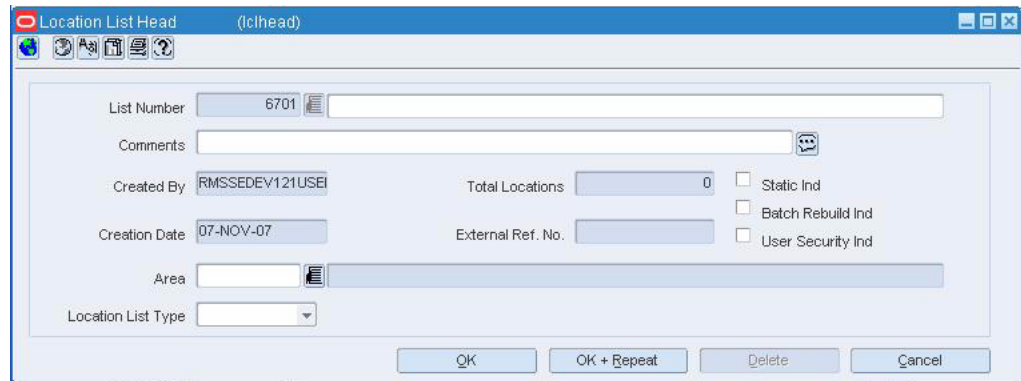 Location List Head (lclhead)
List Number 6701
Comments
Created By RMSSEDEV121USEI Total Locations 0 Static Ind
Batch Rebuild Ind
Creation Date 07-NOV-07 External Ref. No. User Security Ind
Area
Location List Type
OK OK + Repeat Delete Cancel